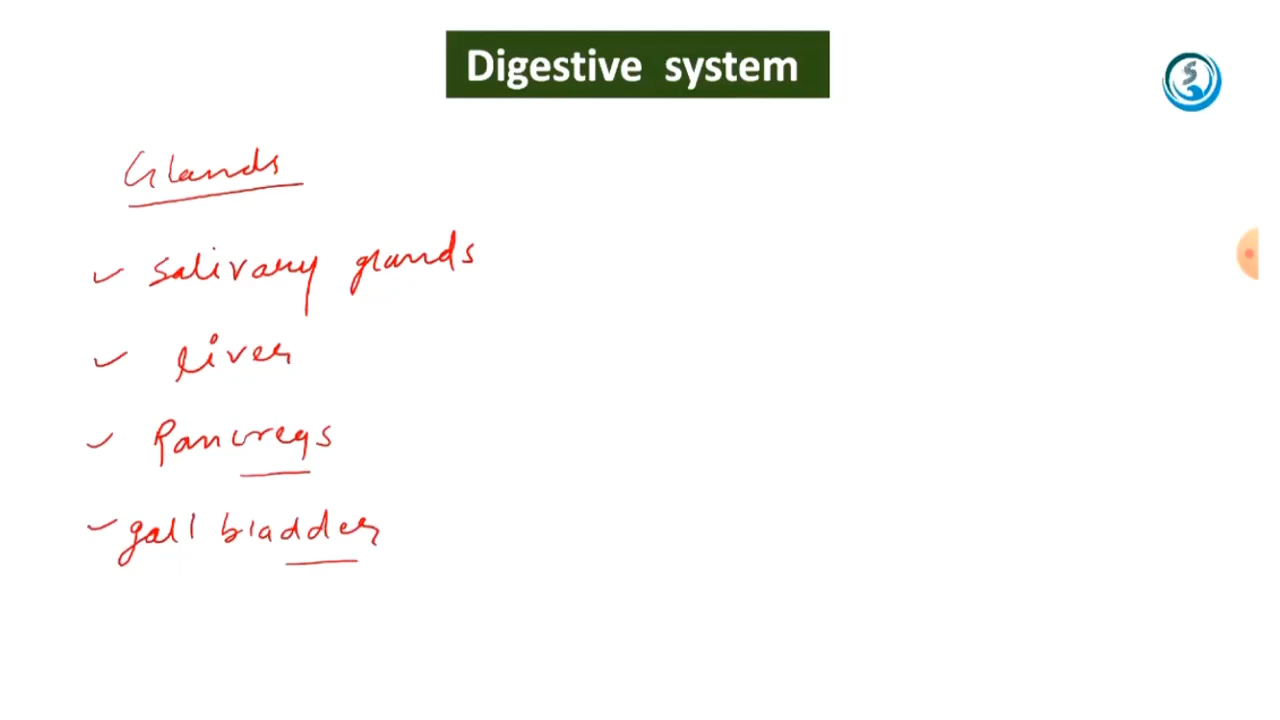 Digestive system
Glands
Salivary glands
liver
Pancreas
gall bladder